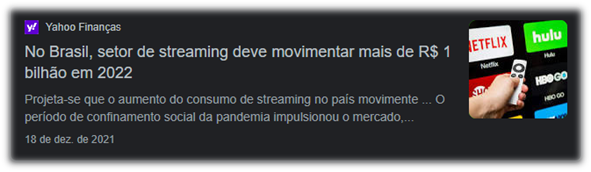 y! Yahoo Finanças
No Brasil, setor de streaming deve movimentar mais de R$ 1
bilhão em 2022
Projeta-se que o aumento do consumo de streaming no país movimente ... O
período de confinamento social da pandemia impulsionou o mercado,...
18 de dez. de 2021
NETFLIX
hulu
Netflix
Hulu
HBO GO
HBO GO